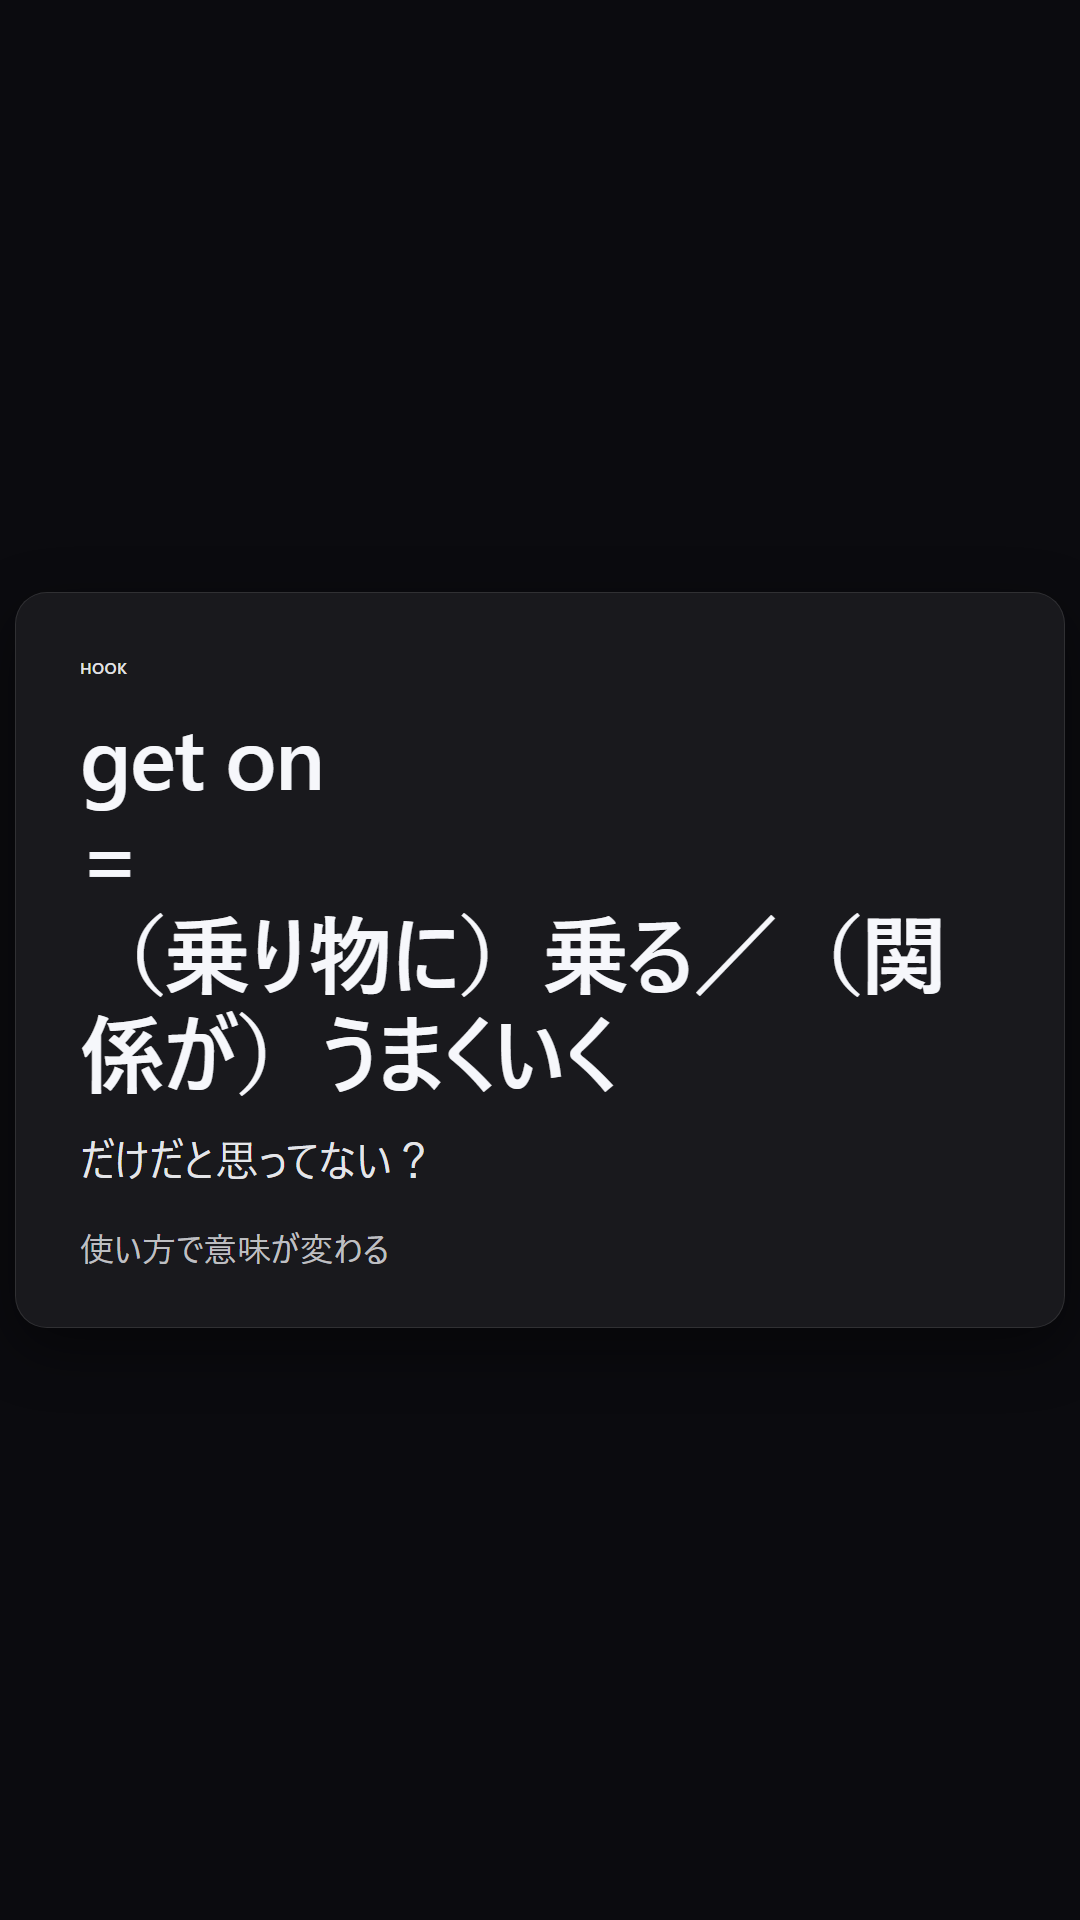 HOOK
get on
=
（乗り物に）乗る／（関
係が）うまくいく
だけだと思ってない？
使い方で意味が変わる